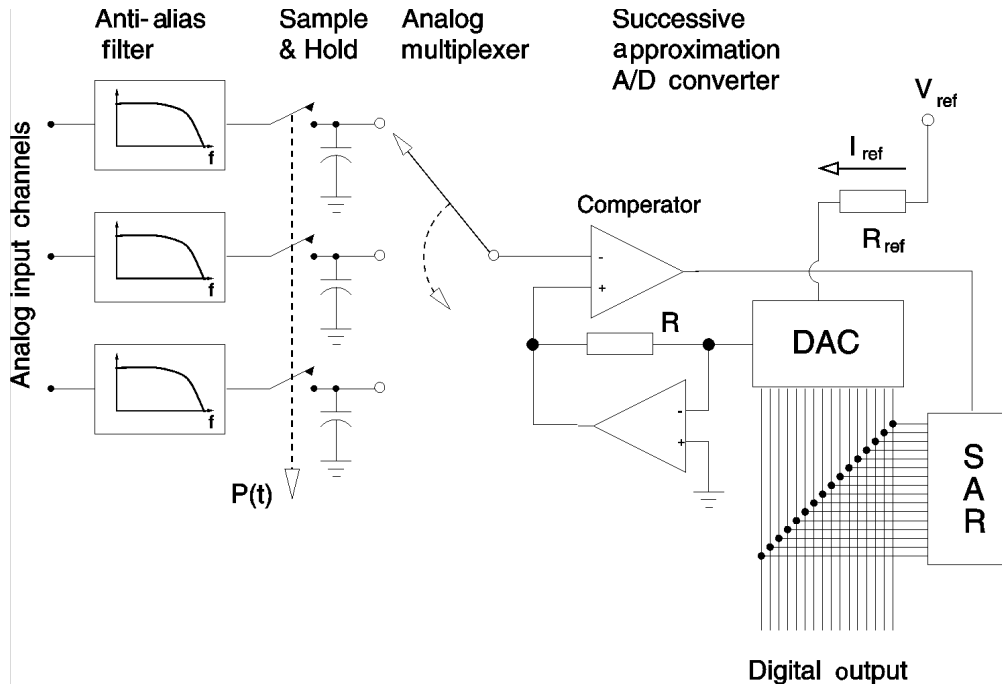 Anti-alias
filter
Sample
& Hold
Analog
multiplexer
Successive
approximation
A/D converter
Analog input channels
f
f
f
P(t)
Comperator
-
+
R
-
+
V ref
I ref
R ref
DAC
S
A
R
Digital output